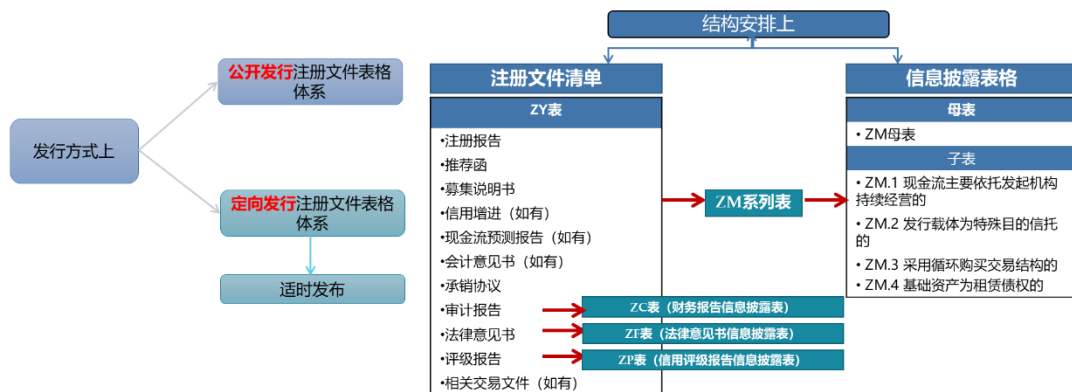 发行方式上
公开发行注册文件表格
体系
定向发行注册文件表格
体系
适时发布
结构安排上
注册文件清单
ZY表
•注册报告
•推荐函
•募集说明书
•信用增进（如有）
•现金流预测报告（如有）
•会计意见书（如有）
•承销协议
•审计报告
•法律意见书
•评级报告
•相关交易文件（如有）
ZM系列表
ZC表（财务报告信息披露表）
ZF表（法律意见书信息披露表）
ZP表（信用评级报告信息披露表）
信息披露表格
母表
• ZM母表
子表
• ZM.1 现金流主要依托发起机构
持续经营的
• ZM.2 发行载体为特殊目的信托
的
• ZM.3 采用循环购买交易结构的
• ZM.4 基础资产为租赁债权的